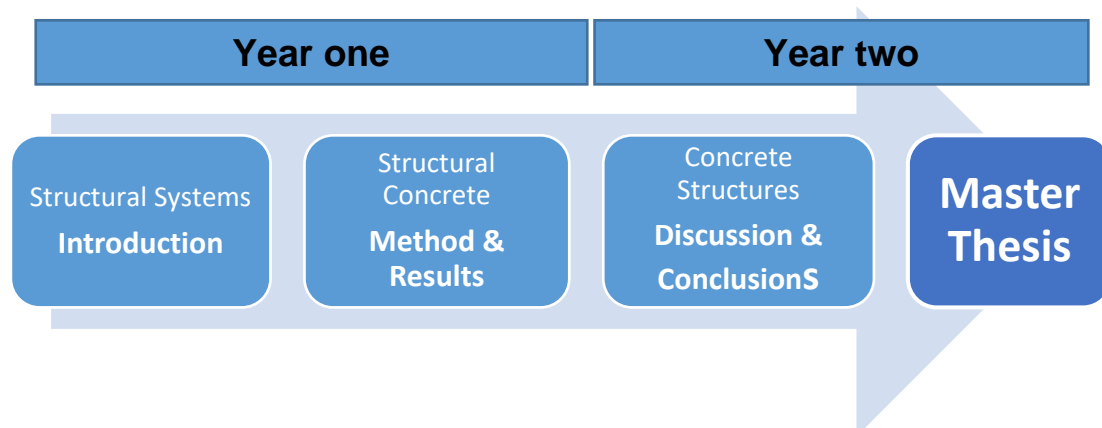 Year one
Year two
Structural Systems
Introduction
Structural
Concrete
Method &
Results
Concrete
Structures
Discussion &
Conclusions
Master
Thesis